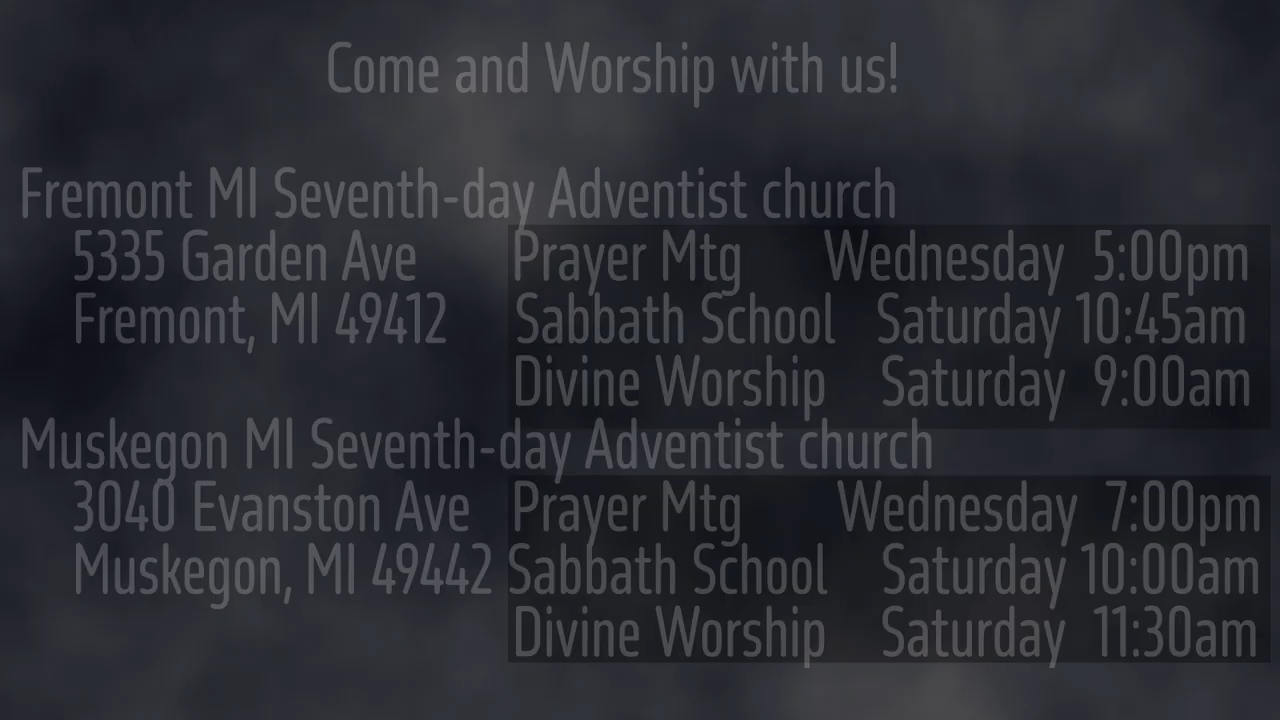 Come and Worship with us!
Fremont MI Seventh-day Adventist church
5335 Garden Ave Prayer Mtg Wednesday 5:00pm
Fremont, MI 49412 Sabbath School Saturday 10:45am
Divine Worship Saturday 9:00am
Muskegon MI Seventh-day Adventist church
3040 Evanston Ave Prayer Mtg Wednesday 7:00pm
Muskegon, MI 49442 Sabbath School Saturday 10:00am
Divine Worship Saturday 11:30am